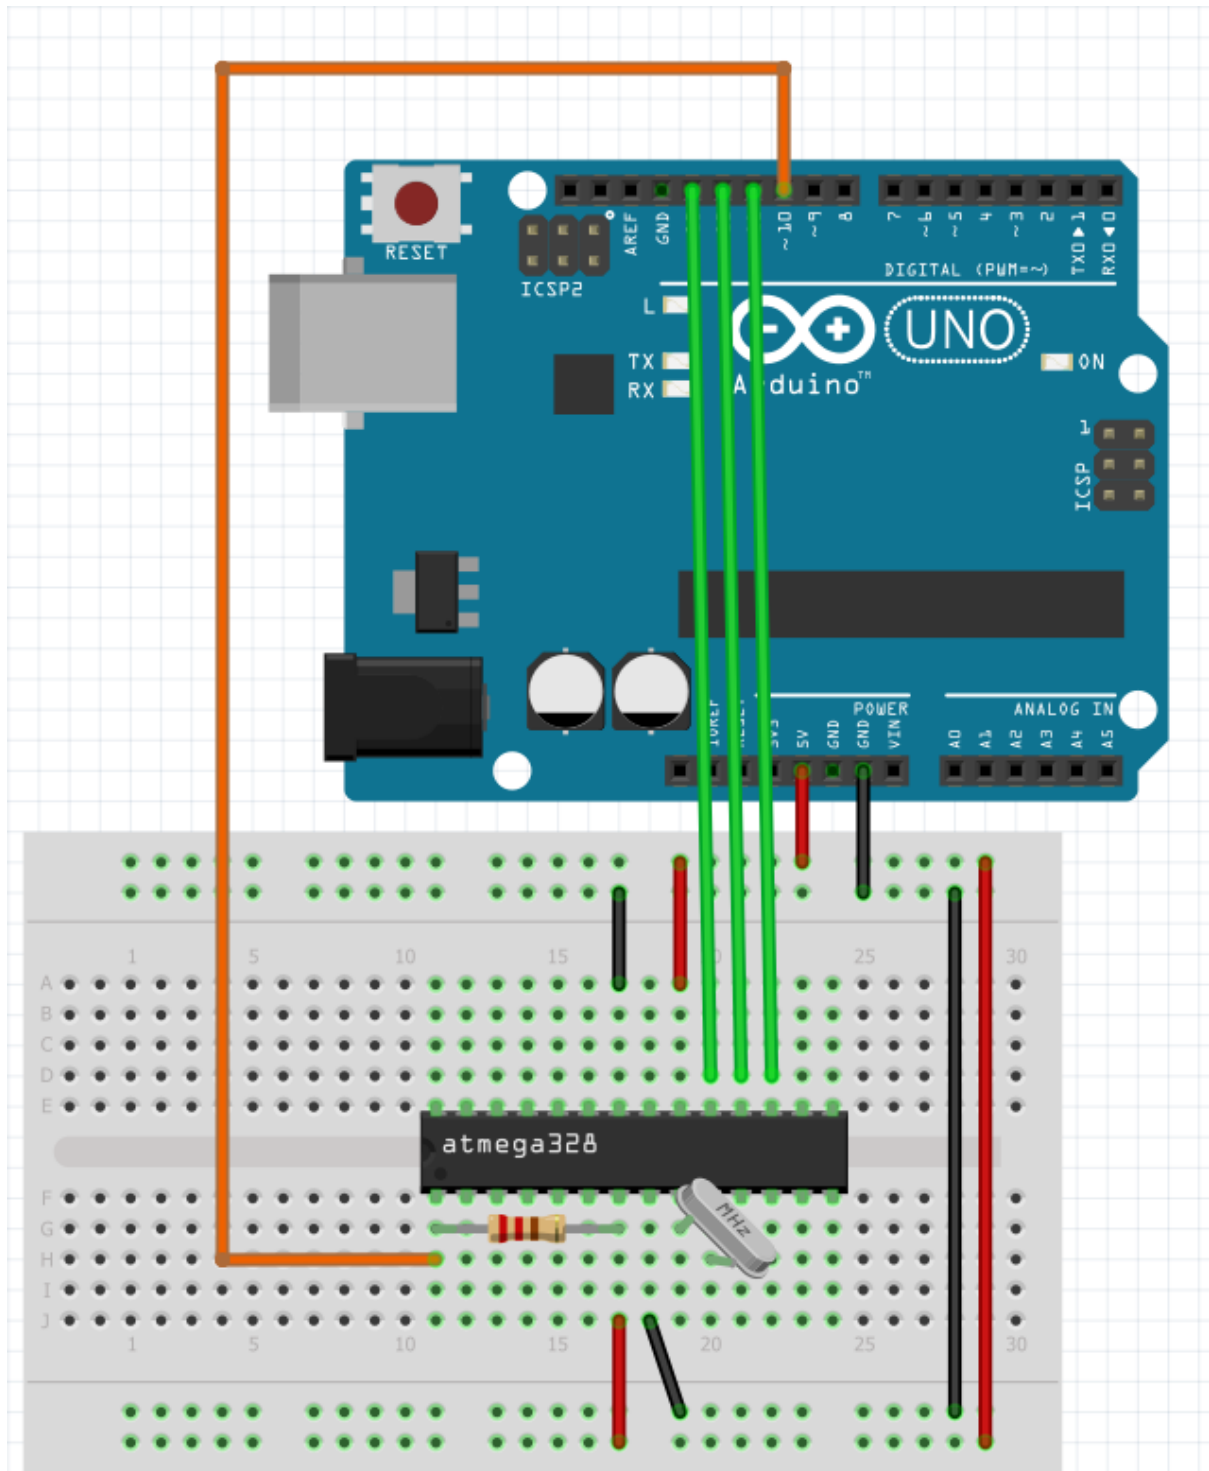 RESET
ICSP2
AREF
GND
~10
~9
8
7
~6
~5
4
~3
2
TX0▶1
RX0◀0
DIGITAL (PWM=~)
L
TX
RX
UNO
Arduino™
ON
1
ICSP
POWER
ANALOG IN
5V
GND
GND
VIN
A0
A1
A2
A3
A4
A5
1 5 10 15 25 30
A
B
C
D
E
atmega328
F
G
MHz
H
I
J
1 5 10 15 20 25 30